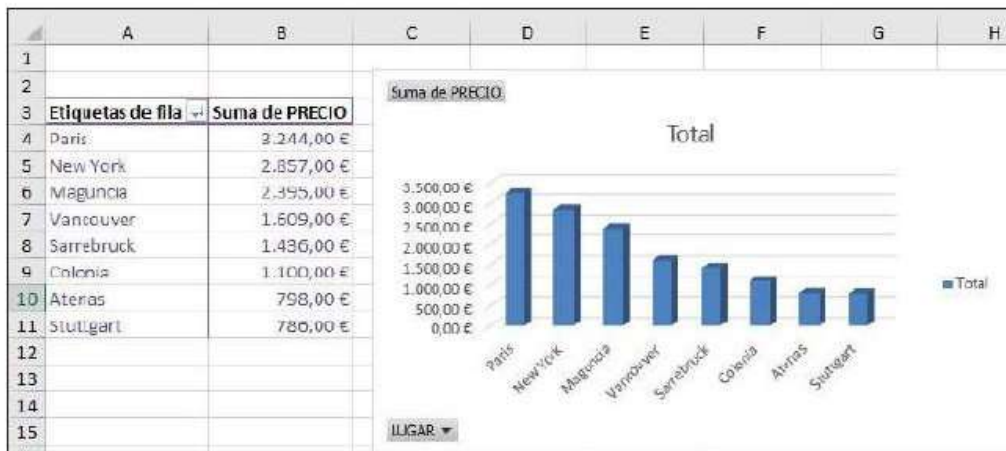 A B C D E F G H
1
2
3 Etiquetas de fila Suma de PRECIO
4 Paris 3.244,00 €
5 New York 2.857,00 €
6 Maguncia 2.395,00 €
7 Vancouver 1.609,00 €
8 Sarrebruck 1.436,00 €
9 Colonia 1.100,00 €
10 Atenas 798,00 €
11 Stuttgart 786,00 €
12
13
14
15
Suma de PRECIO
Total
3.500,00 €
3.000,00 €
2.500,00 €
2.000,00 €
1.500,00 €
1.000,00 €
500,00 €
0,00 €
Paris
New York
Maguncia
Vancouver
Sarrebruck
Colonia
Atenas
Stuttgart
Total
LUGAR